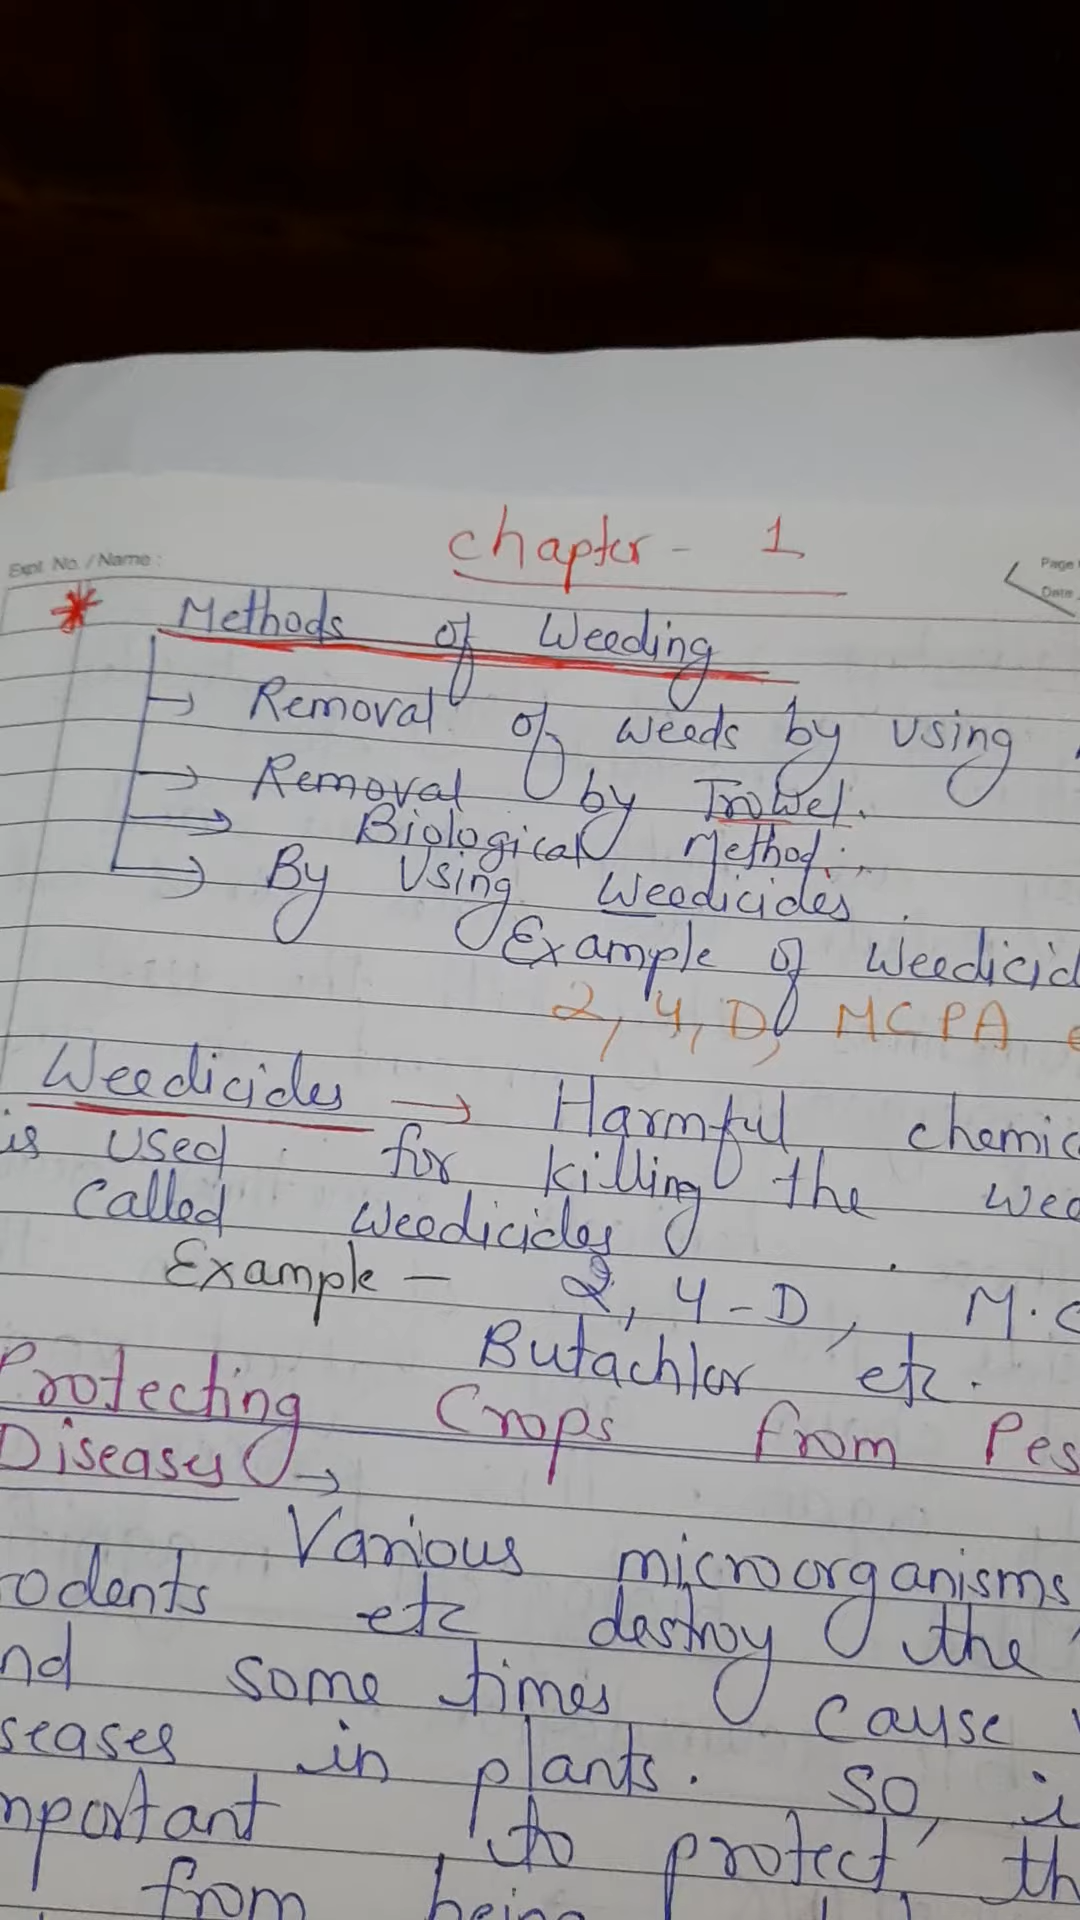 Chapter - 1
Expt. No. / Name :
Page
Date
* Methods of Weeding
→ Removal of weeds by using
→ Removal by Trowel.
→ Biological Method.
→ By Using Weedicides.
Example of Weedicid
2, 4, D, MCPA e
Weedicides → Harmful chemic
is used for killing the wee
called weedicides.
Example - 2, 4-D, M.C
Butachlor etc.
Protecting Crops from Pes
Diseases →
Various microorganisms
rodents etc destroy the
nd some times cause
seases in plants. So, i
mportant to protect th
from being